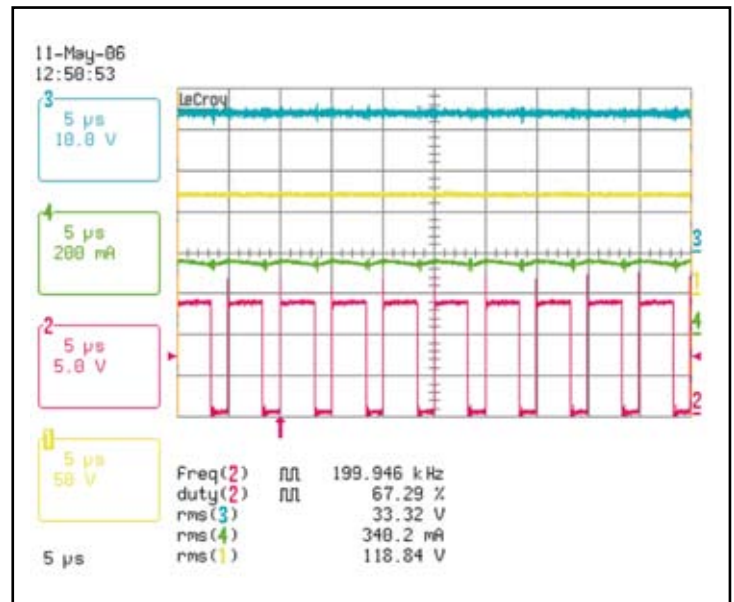 11-May-06
12:50:53
3
5 µs
10.0 V
4
5 µs
200 mA
2
5 µs
5.0 V
1
5 µs
50 V
5 µs
LeCroy
3
1
4
2
Freq(2) 199.946 kHz
duty(2) 67.29 %
rms(3) 33.32 V
rms(4) 340.2 mA
rms(1) 118.84 V